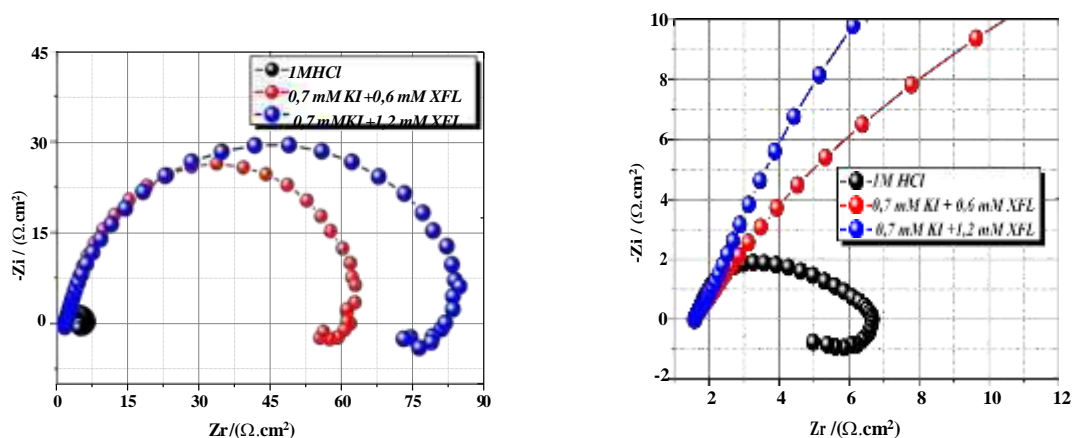 45
30
15
0
-Zi / (Ω.cm²)
1MHCl
0,7 mM KI+0,6 mM XFL
0,7 mMKI+1,2 mM XFL
0 15 30 45 60 75 90
Zr/(Ω.cm²)
10
8
6
4
2
0
-2
-Zi / (Ω.cm²)
1M HCl
0,7 mM KI + 0,6 mM XFL
0,7 mM KI +1,2 mM XFL
2 4 6 8 10 12
Zr /(Ω.cm²)